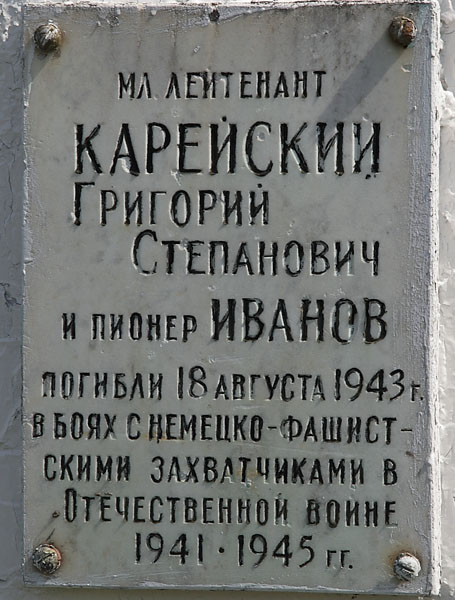 МЛ. ЛЕЙТЕНАНТ
КАРЕЙСКИЙ
ГРИГОРИЙ
СТЕПАНОВИЧ
И ПИОНЕР ИВАНОВ
ПОГИБЛИ 18 АВГУСТА 1943 г.
В БОЯХ С НЕМЕЦКО-ФАШИСТ-
СКИМИ ЗАХВАТЧИКАМИ В
ОТЕЧЕСТВЕННОЙ ВОЙНЕ
1941 · 1945 гг.